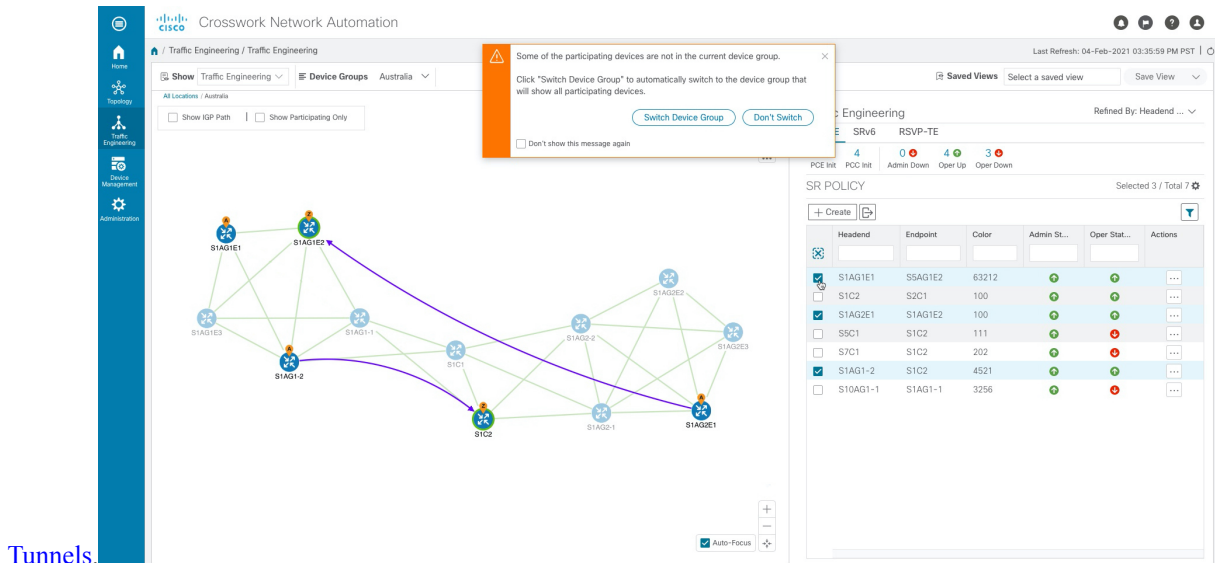 cisco Crosswork Network Automation
/ Traffic Engineering / Traffic Engineering
Last Refresh: 04-Feb-2021 03:35:59 PM PST
Home
Topology
Traffic
Engineering
Device
Management
Administration
Show Traffic Engineering Device Groups Australia
Saved Views Select a saved view Save View
All Locations / Australia
Show IGP Path Show Participating Only
Some of the participating devices are not in the current device group.
Click "Switch Device Group" to automatically switch to the device group that
will show all participating devices.
Switch Device Group Don't Switch
Don't show this message again
Engineering
Refined By: Headend ...
E SRv6 RSVP-TE
4 0 4 3
PCE Init PCC Init Admin Down Oper Up Oper Down
SR POLICY Selected 3 / Total 7
+ Create
Headend Endpoint Color Admin St... Oper Stat... Actions
S1AG1E1 S5AG1E2 63212 ...
S1C2 S2C1 100 ...
S1AG2E1 S1AG1E2 100 ...
S5C1 S1C2 111 ...
S7C1 S1C2 202 ...
S1AG1-2 S1C2 4521 ...
S10AG1-1 S1AG1-1 3256 ...
A
S1AG1E1
Z
S1AG1E2
S1AG2E2
S1AG1E3
S1AG1-1
S1AG2-2
S1AG2E3
A
S1AG1-2
S1C1
Z
S1C2
S1AG2-1
A
S1AG2E1
Auto-Focus
Tunnels.